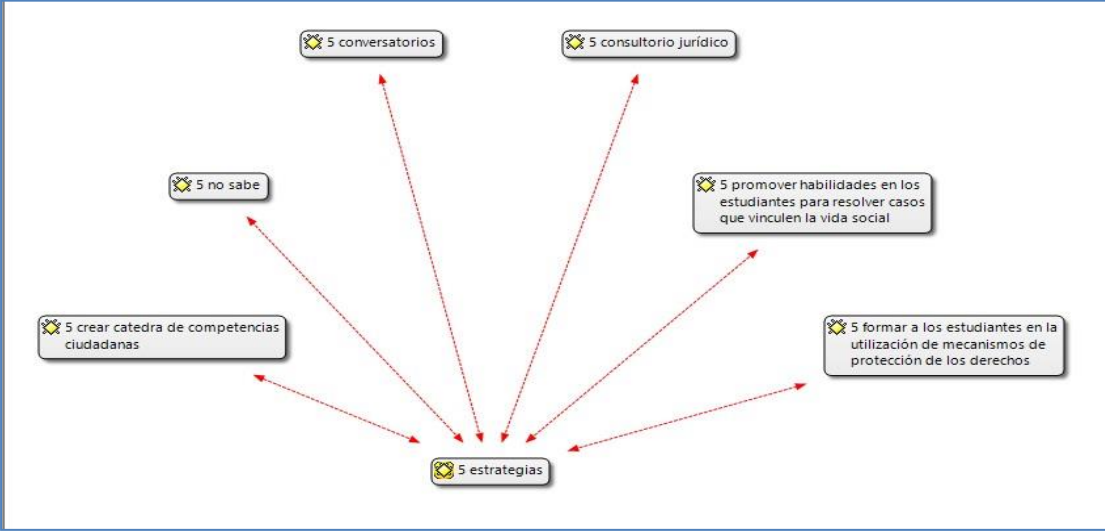 5 conversatorios
5 consultorio jurídico
5 no sabe
5 promover habilidades en los
estudiantes para resolver casos
que vinculen la vida social
5 crear catedra de competencias
ciudadanas
5 formar a los estudiantes en la
utilización de mecanismos de
protección de los derechos
5 estrategias